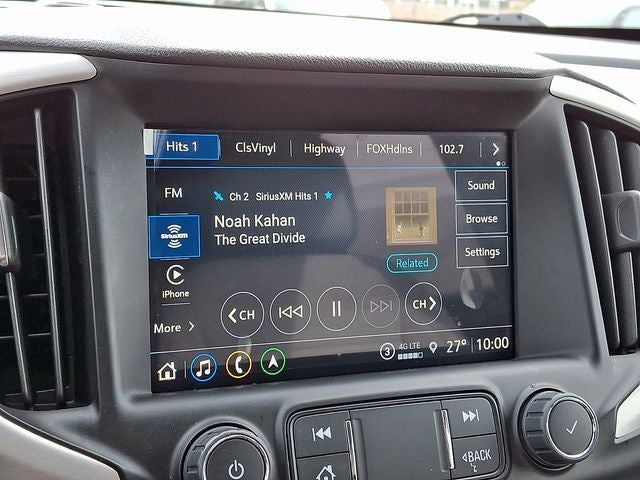 Hits 1 ClsVinyl Highway FOXHdlns 102.7
FM
Ch 2 SiriusXM Hits 1
Sound
SiriusXM
Noah Kahan
The Great Divide
Browse
Settings
Related
iPhone
CH CH
More
3 4G LTE 27° 10:00
BACK